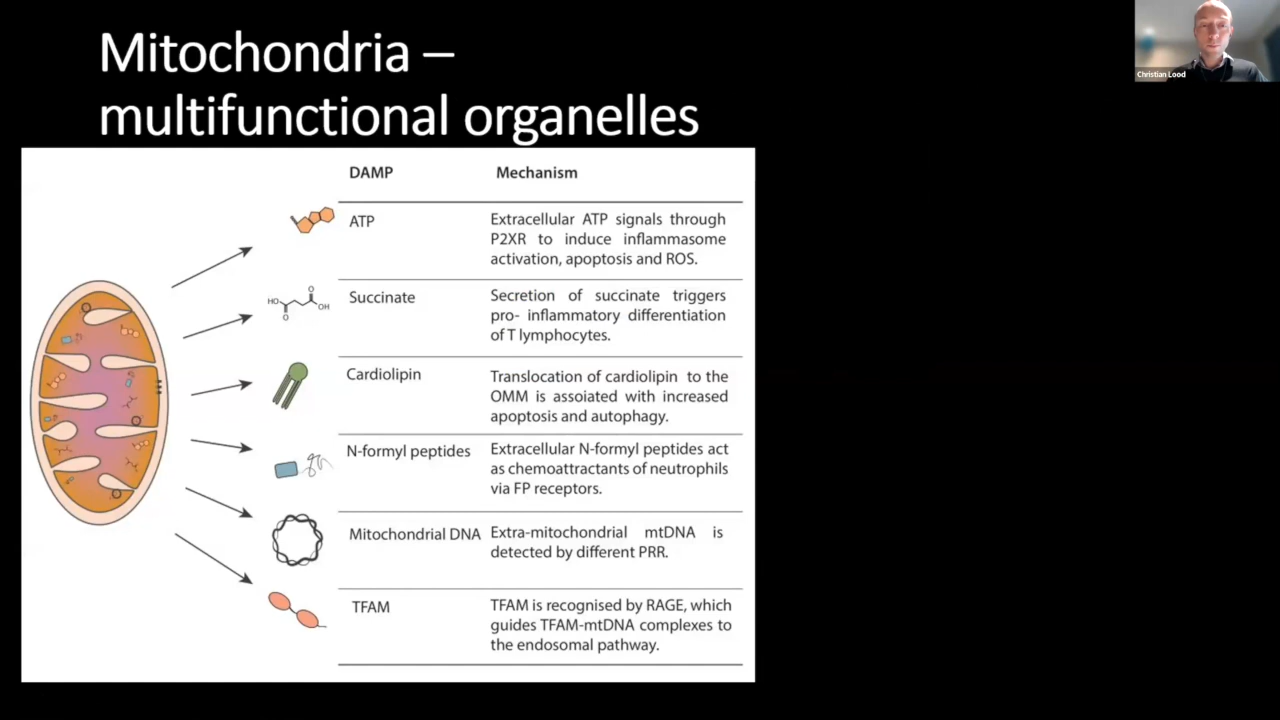 Mitochondria –
multifunctional organelles
Christian Lood
DAMP Mechanism
ATP
Extracellular ATP signals through
P2XR to induce inflammasome
activation, apoptosis and ROS.
HO
O
O
OH
Succinate
Secretion of succinate triggers
pro- inflammatory differentiation
of T lymphocytes.
Cardiolipin
Translocation of cardiolipin to the
OMM is assoiated with increased
apoptosis and autophagy.
N-formyl peptides
Extracellular N-formyl peptides act
as chemoattractants of neutrophils
via FP receptors.
Mitochondrial DNA
Extra-mitochondrial mtDNA is
detected by different PRR.
TFAM
TFAM is recognised by RAGE, which
guides TFAM-mtDNA complexes to
the endosomal pathway.